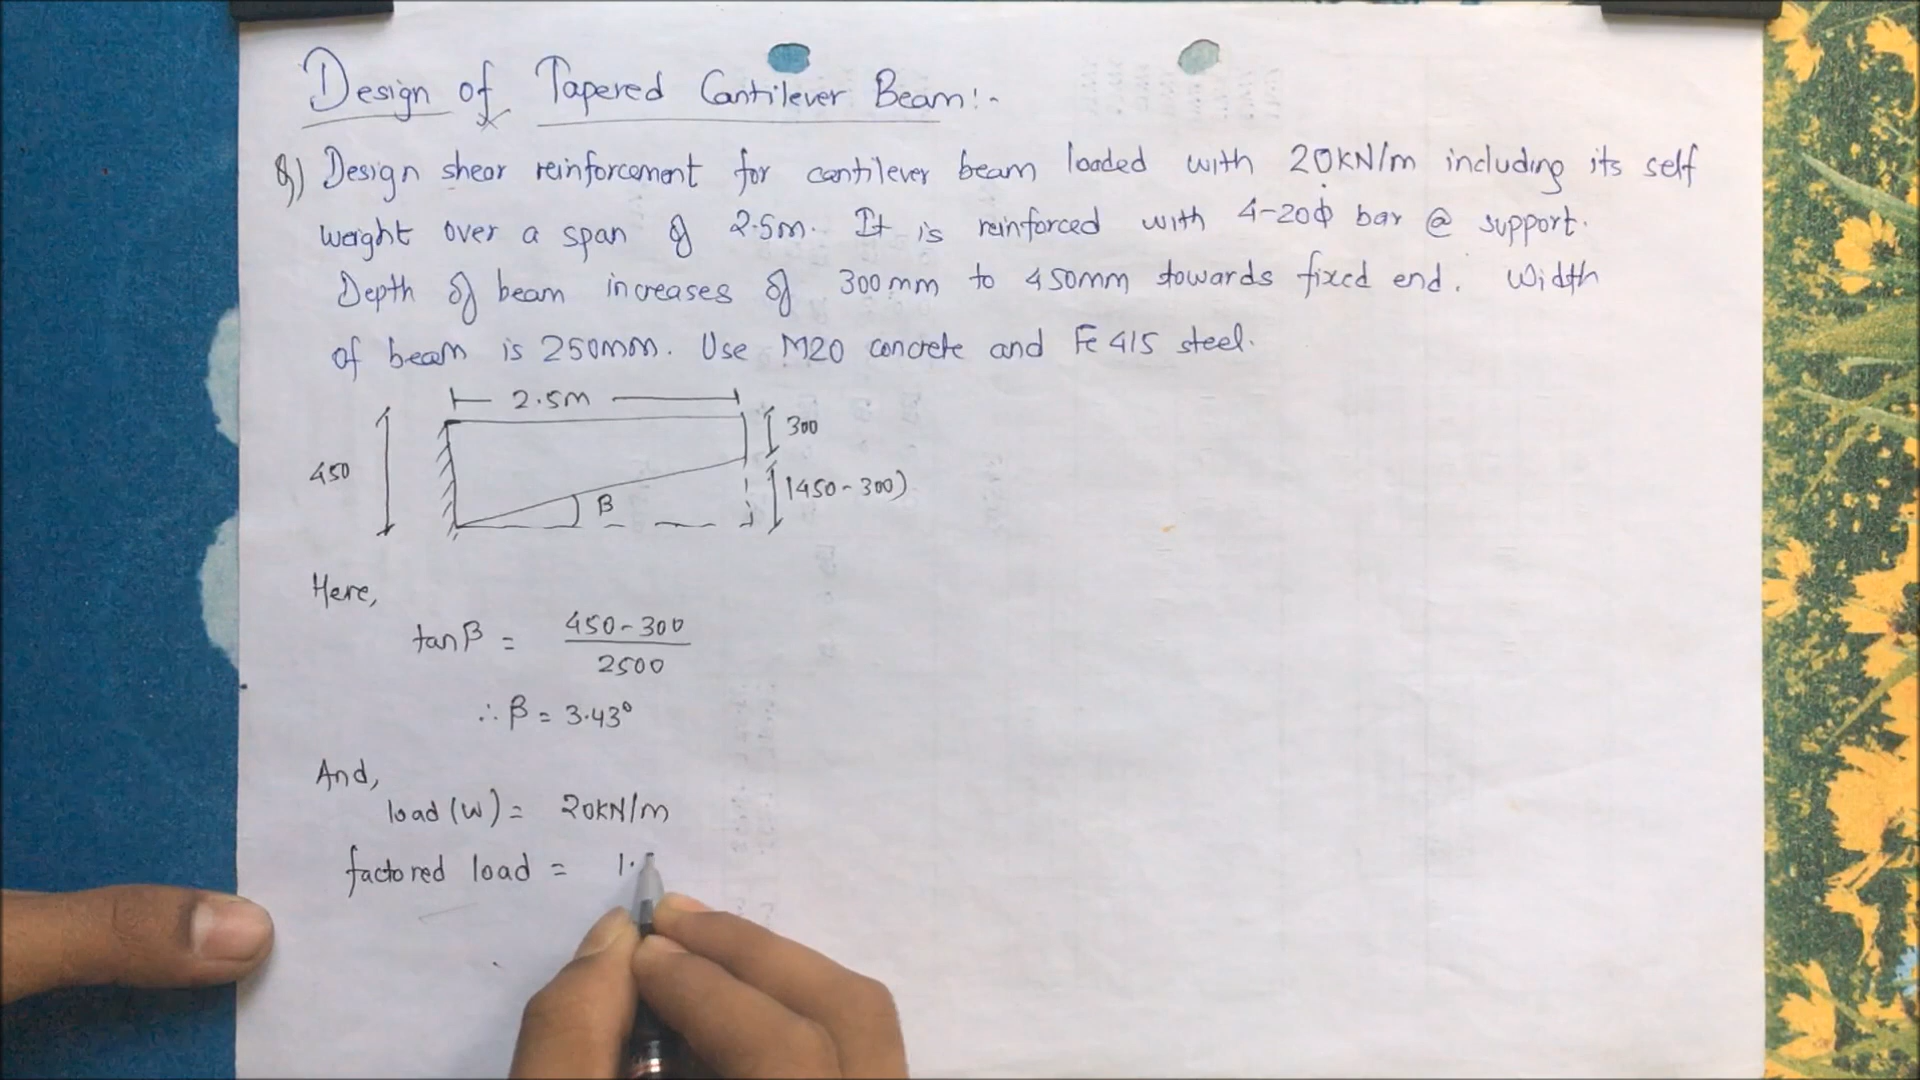 Design of Tapered Cantilever Beam:-
Q) Design shear reinforcement for cantilever beam loaded with 20KN/m including its self
weight over a span of 2.5m. It is reinforced with 4-20ϕ bar @ support.
Depth of beam increases of 300mm to 450mm towards fixed end. Width
of beam is 250mm. Use M20 concrete and Fe 415 steel.
2.5m
300
450
(450-300)
β
Here,
tanβ = 450-300
2500
∴ β = 3.43°
And,
load (w) = 20KN/m
factored load = 1.